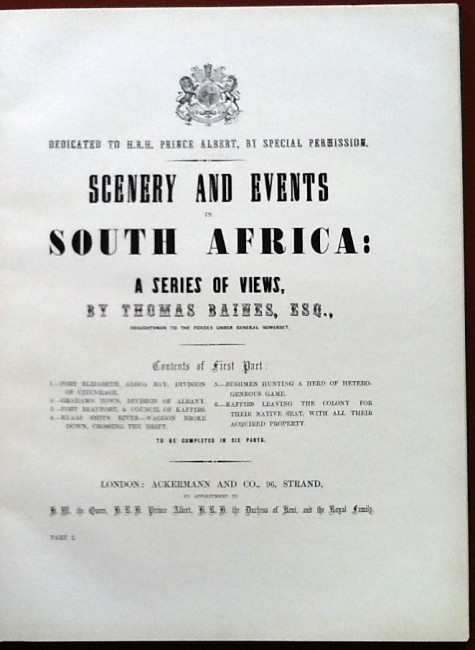 DEDICATED TO H.R.H. PRINCE ALBERT, BY SPECIAL PERMISSION.
SCENERY AND EVENTS
IN
SOUTH AFRICA:
A SERIES OF VIEWS,
BY THOMAS BAINES, ESQ.,
DRAUGHTSMAN TO THE FORCES UNDER GENERAL SOMERSET.
Contents of First Part:
1.—PORT ELIZABETH, ALGOA BAY, DIVISION
OF UITENHAGE.
2.—GRAHAM'S TOWN, DIVISION OF ALBANY.
3.—FORT BEAUFORT, & COUNCIL OF KAFFIRS.
4.—KLAAS SMIT'S RIVER—WAGGON BROKE
DOWN, CROSSING THE DRIFT.
5.—BUSHMEN HUNTING A HERD OF HETERO-
GENEOUS GAME.
6.—KAFFIRS LEAVING THE COLONY FOR
THEIR NATIVE SEAT, WITH ALL THEIR
ACQUIRED PROPERTY.
TO BE COMPLETED IN SIX PARTS.
LONDON: ACKERMANN AND CO., 96, STRAND,
BY APPOINTMENT TO
H.M. the Queen, H.R.H. Prince Albert, H.R.H. the Duchess of Kent, and the Royal Family.
PART I.